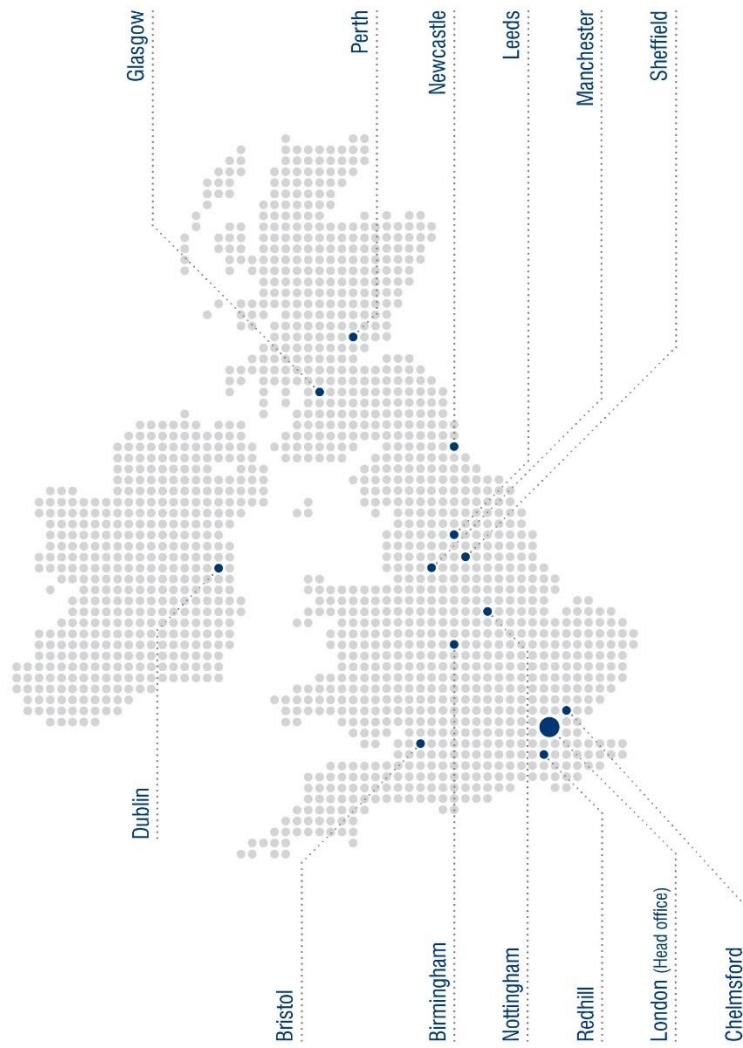 Glasgow
Perth
Newcastle
Leeds
Manchester
Sheffield
Dublin
Bristol
Birmingham
Nottingham
Redhill
London (Head office)
Chelmsford